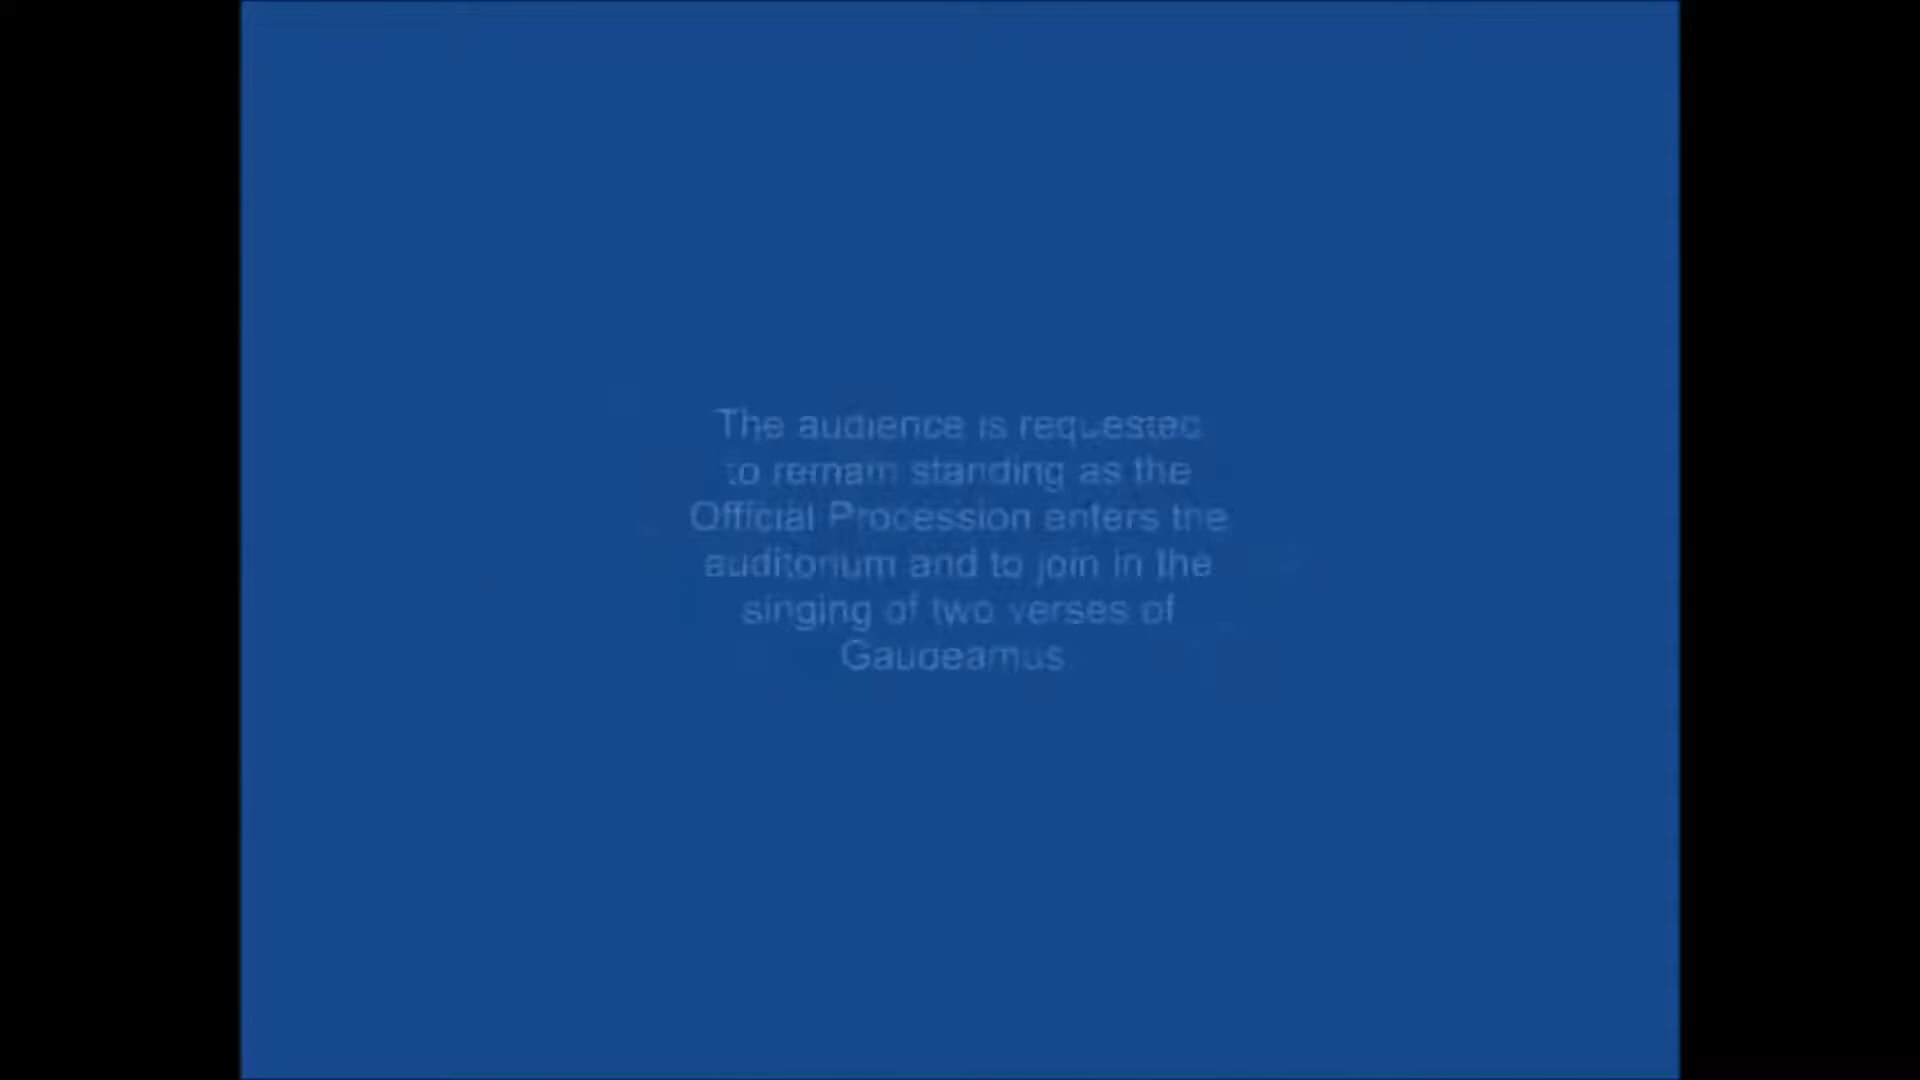 The audience is requested
to remain standing as the
Official Procession enters the
auditorium and to join in the
singing of two verses of
Gaudeamus.